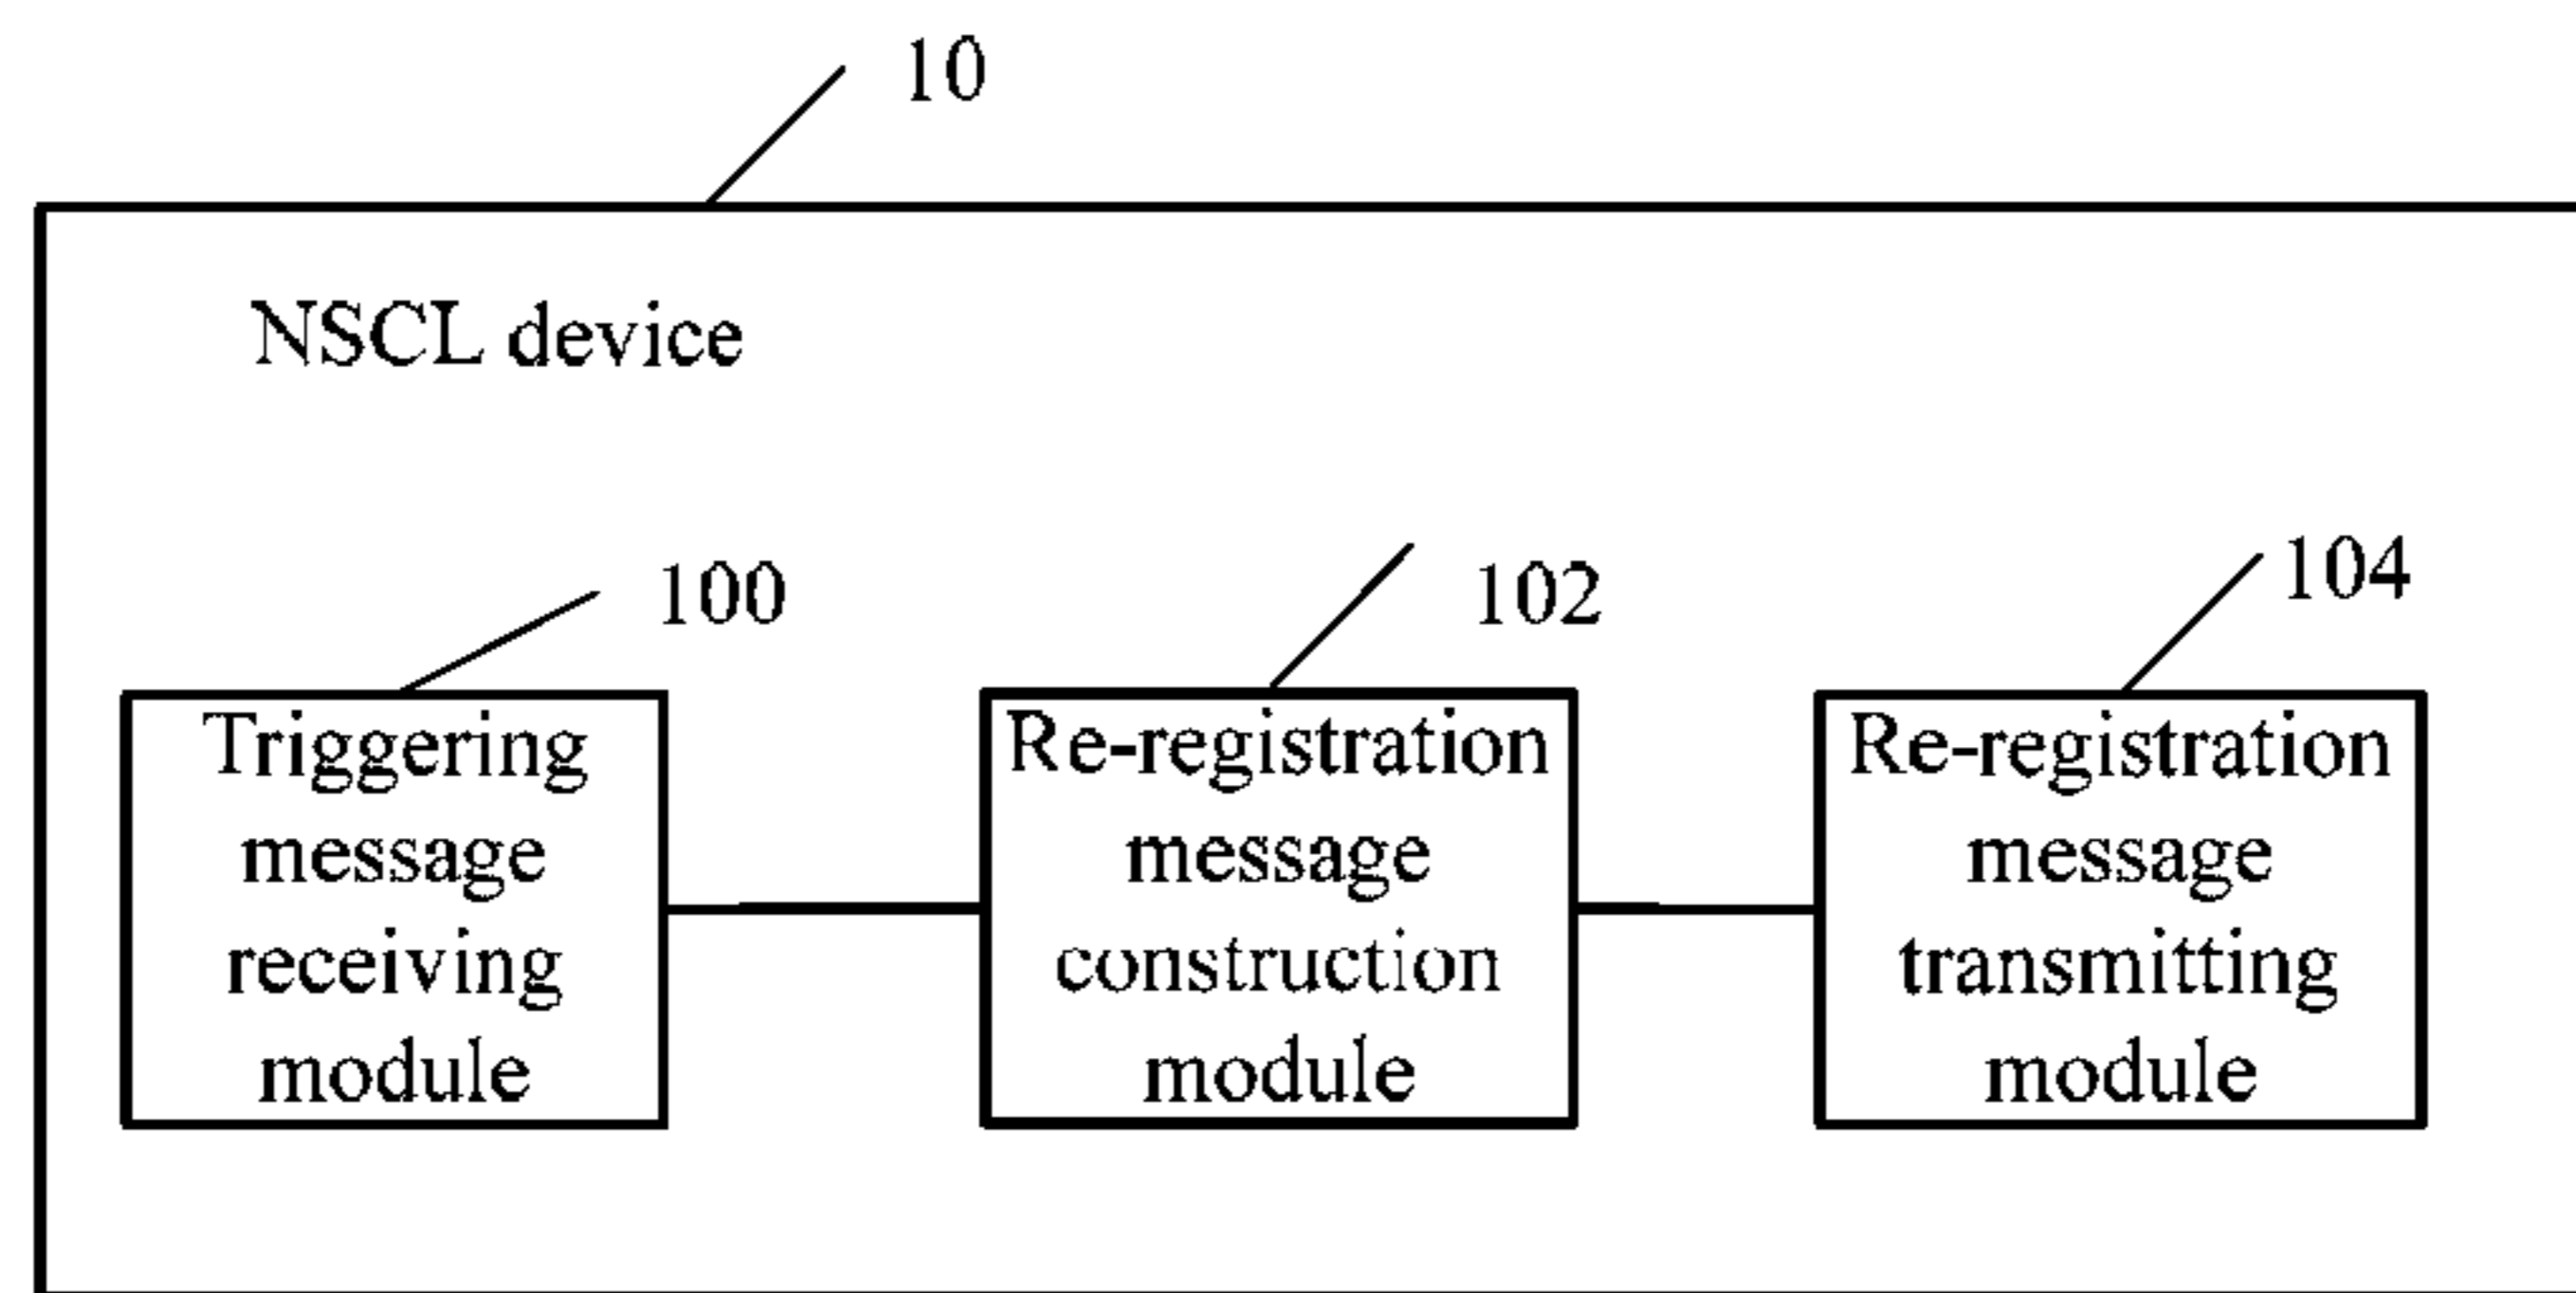 10
NSCL device
100
102
104
Triggering
message
receiving
module
Re-registration
message
construction
module
Re-registration
message
transmitting
module